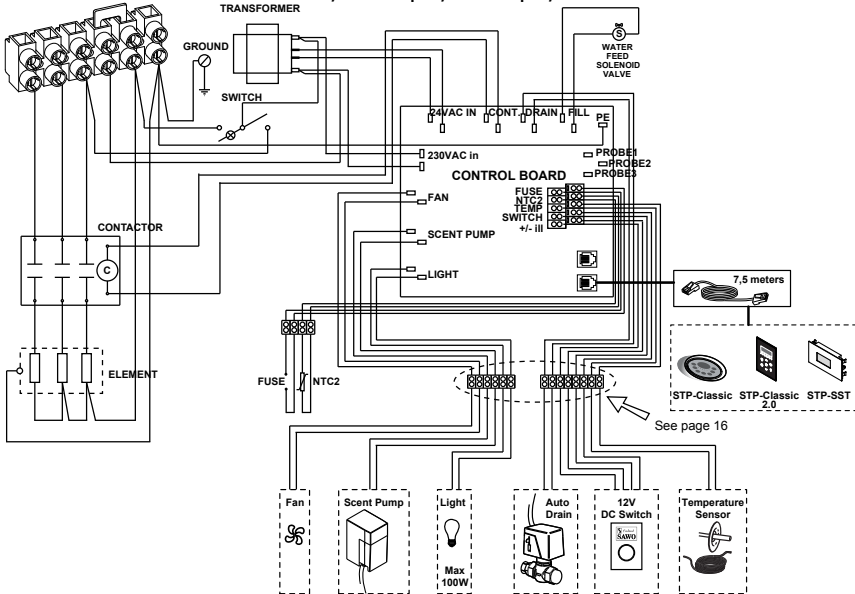 TRANSFORMER
GROUND
SWITCH
WATER
FEED
SOLENOID
VALVE
S
24VAC IN
CONT.
DRAIN
FILL
PE
230VAC in
PROBE1
PROBE2
PROBE3
CONTROL BOARD
FAN
FUSE
NTC2
TEMP
SWITCH
+/- ill
SCENT PUMP
LIGHT
CONTACTOR
C
7,5 meters
ELEMENT
FUSE
NTC2
STP-Classic
STP-Classic
2.0
STP-SST
See page 16
Fan
Scent Pump
Light
Max
100W
Auto
Drain
12V
DC Switch
SAWO
Temperature
Sensor